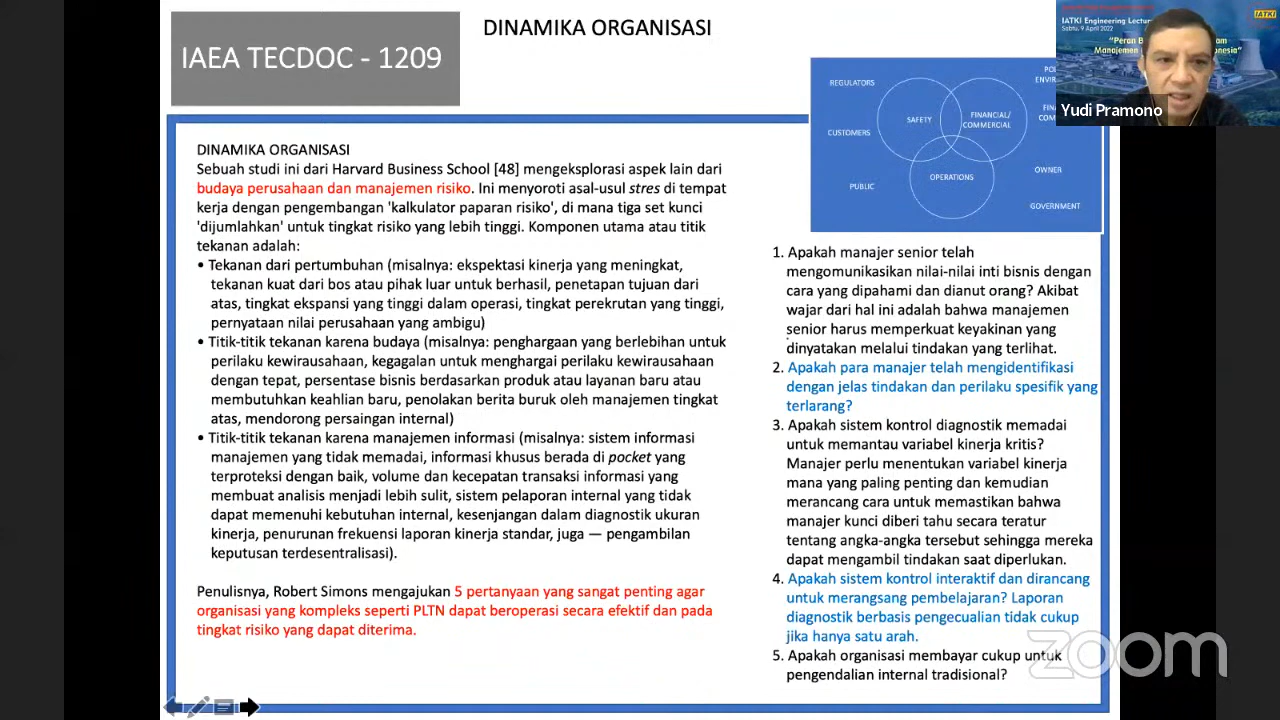 DINAMIKA ORGANISASI
IAEA TECDOC - 1209
IATKI
IATKI Engineering Lectu
Sabtu, 9 April 2022
"Peran B
Manajemen
Yudi Pramono
REGULATORS
CUSTOMERS
PUBLIC
SAFETY
FINANCIAL/
COMMERCIAL
OPERATIONS
OWNER
GOVERNMENT
DINAMIKA ORGANISASI
Sebuah studi ini dari Harvard Business School [48] mengeksplorasi aspek lain dari
budaya perusahaan dan manajemen risiko. Ini menyoroti asal-usul stres di tempat
kerja dengan pengembangan 'kalkulator paparan risiko', di mana tiga set kunci
'dijumlahkan' untuk tingkat risiko yang lebih tinggi. Komponen utama atau titik
tekanan adalah:
• Tekanan dari pertumbuhan (misalnya: ekspektasi kinerja yang meningkat,
tekanan kuat dari bos atau pihak luar untuk berhasil, penetapan tujuan dari
atas, tingkat ekspansi yang tinggi dalam operasi, tingkat perekrutan yang tinggi,
pernyataan nilai perusahaan yang ambigu)
• Titik-titik tekanan karena budaya (misalnya: penghargaan yang berlebihan untuk
perilaku kewirausahaan, kegagalan untuk menghargai perilaku kewirausahaan
dengan tepat, persentase bisnis berdasarkan produk atau layanan baru atau
membutuhkan keahlian baru, penolakan berita buruk oleh manajemen tingkat
atas, mendorong persaingan internal)
• Titik-titik tekanan karena manajemen informasi (misalnya: sistem informasi
manajemen yang tidak memadai, informasi khusus berada di pocket yang
terproteksi dengan baik, volume dan kecepatan transaksi informasi yang
membuat analisis menjadi lebih sulit, sistem pelaporan internal yang tidak
dapat memenuhi kebutuhan internal, kesenjangan dalam diagnostik ukuran
kinerja, penurunan frekuensi laporan kinerja standar, juga — pengambilan
keputusan terdesentralisasi).
Penulisnya, Robert Simons mengajukan 5 pertanyaan yang sangat penting agar
organisasi yang kompleks seperti PLTN dapat beroperasi secara efektif dan pada
tingkat risiko yang dapat diterima.
1. Apakah manajer senior telah
mengomunikasikan nilai-nilai inti bisnis dengan
cara yang dipahami dan dianut orang? Akibat
wajar dari hal ini adalah bahwa manajemen
senior harus memperkuat keyakinan yang
dinyatakan melalui tindakan yang terlihat.
2. Apakah para manajer telah mengidentifikasi
dengan jelas tindakan dan perilaku spesifik yang
terlarang?
3. Apakah sistem kontrol diagnostik memadai
untuk memantau variabel kinerja kritis?
Manajer perlu menentukan variabel kinerja
mana yang paling penting dan kemudian
merancang cara untuk memastikan bahwa
manajer kunci diberi tahu secara teratur
tentang angka-angka tersebut sehingga mereka
dapat mengambil tindakan saat diperlukan.
4. Apakah sistem kontrol interaktif dan dirancang
untuk merangsang pembelajaran? Laporan
diagnostik berbasis pengecualian tidak cukup
jika hanya satu arah.
5. Apakah organisasi membayar cukup untuk
pengendalian internal tradisional?
zoom